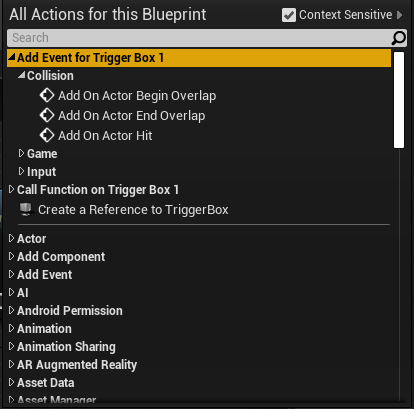 All Actions for this Blueprint
Context Sensitive
Search
Add Event for Trigger Box 1
Collision
Add On Actor Begin Overlap
Add On Actor End Overlap
Add On Actor Hit
Game
Input
Call Function on Trigger Box 1
Create a Reference to TriggerBox
Actor
Add Component
Add Event
AI
Android Permission
Animation
Animation Sharing
AR Augmented Reality
Asset Data
Asset Manager